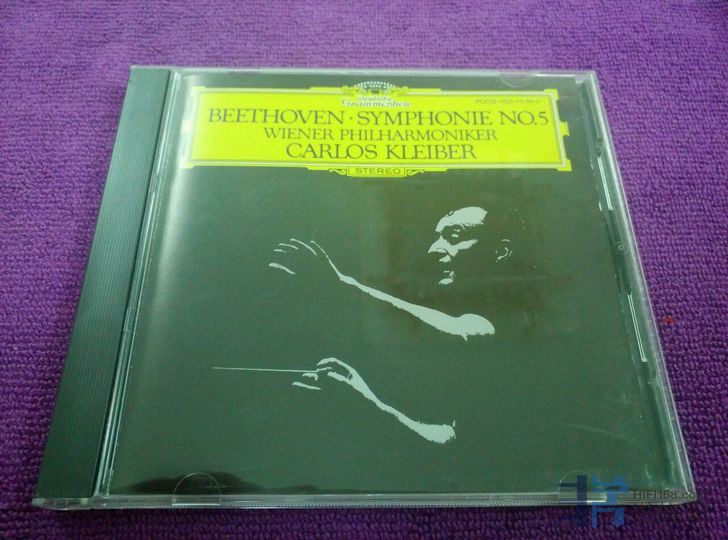 Deutsche
Grammophon
BEETHOVEN · SYMPHONIE NO.5
WIENER PHILHARMONIKER
CARLOS KLEIBER
STEREO